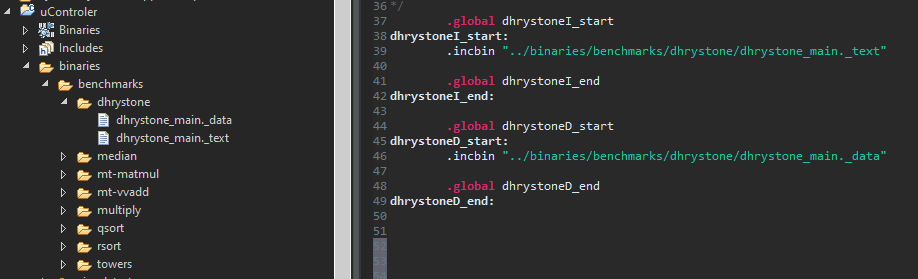 uControler
Binaries
Includes
binaries
benchmarks
dhrystone
dhrystone_main._data
dhrystone_main._text
median
mt-matmul
mt-vvadd
multiply
qsort
rsort
towers
36 */
37 .global dhrystoneI_start
38 dhrystoneI_start:
39 .incbin "../binaries/benchmarks/dhrystone/dhrystone_main._text"
40
41 .global dhrystoneI_end
42 dhrystoneI_end:
43
44 .global dhrystoneD_start
45 dhrystoneD_start:
46 .incbin "../binaries/benchmarks/dhrystone/dhrystone_main._data"
47
48 .global dhrystoneD_end
49 dhrystoneD_end:
50
51
52
53